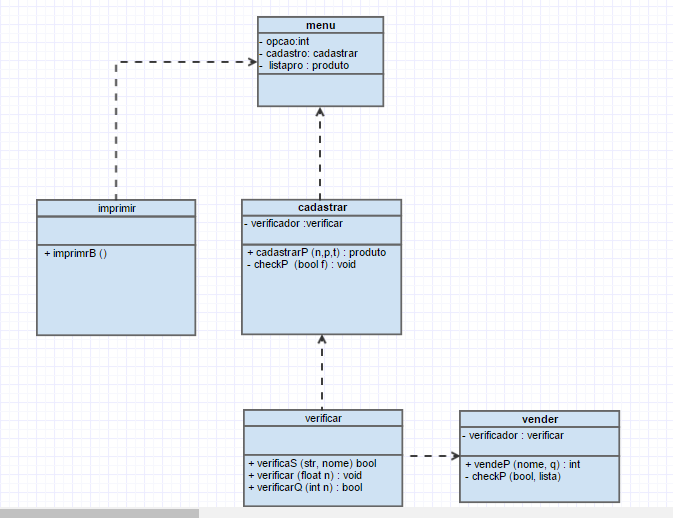 menu
- opcao:int
- cadastro: cadastrar
- listapro : produto
imprimir
+ imprimrB ()
cadastrar
- verificador :verificar
+ cadastrarP (n,p,t) : produto
- checkP (bool f) : void
verificar
+ verificaS (str, nome) bool
+ verificar (float n) : void
+ verificarQ (int n) : bool
vender
- verificador : verificar
+ vendeP (nome, q) : int
- checkP (bool, lista)